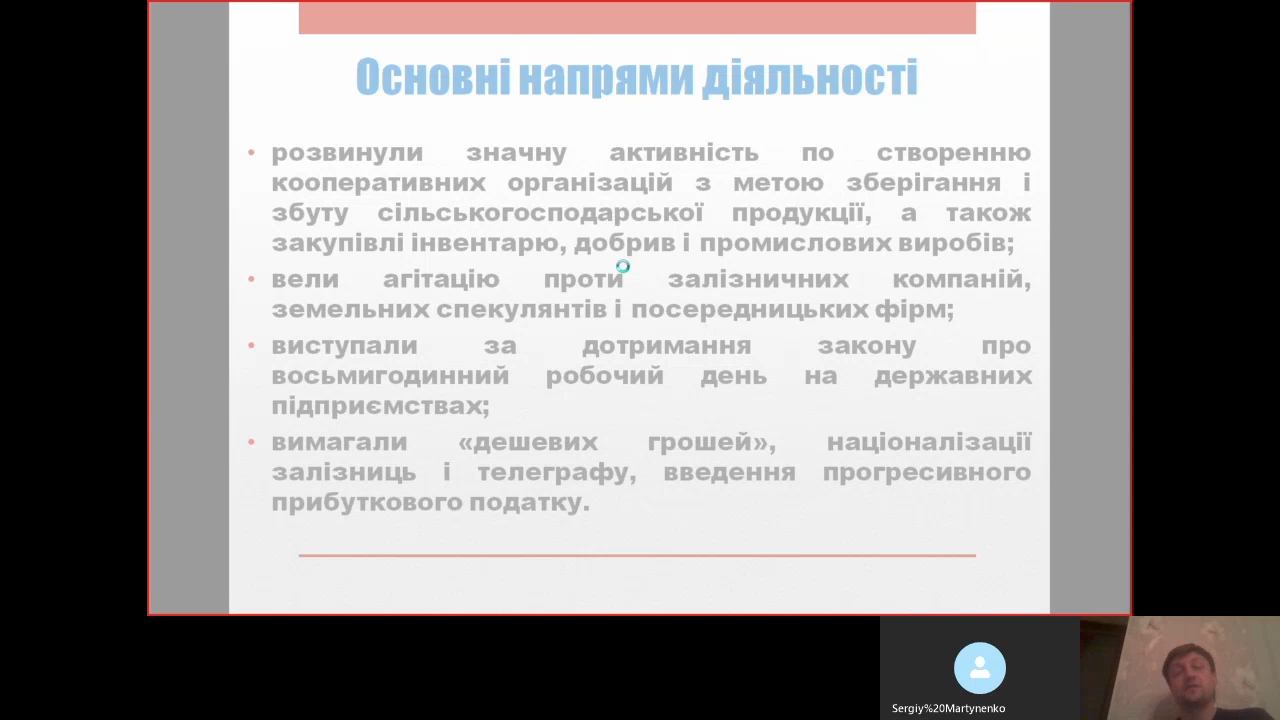 Основні напрями діяльності
• розвинули значну активність по створенню
кооперативних організацій з метою зберігання і
збуту сільськогосподарської продукції, а також
закупівлі інвентарю, добрив і промислових виробів;
• вели агітацію проти залізничних компаній,
земельних спекулянтів і посередницьких фірм;
• виступали за дотримання закону про
восьмигодинний робочий день на державних
підприємствах;
• вимагали «дешевих грошей», націоналізації
залізниць і телеграфу, введення прогресивного
прибуткового податку.
Sergiy%20Martynenko